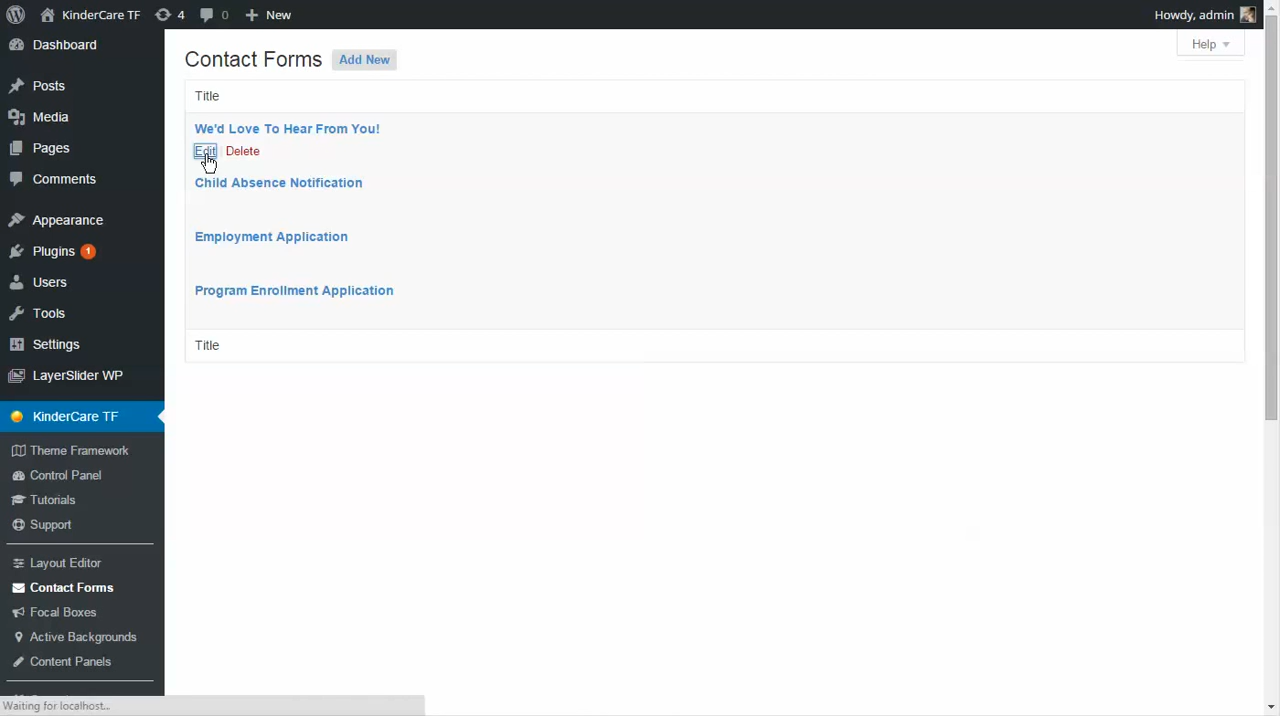 KinderCare TF 4 0 New Howdy, admin
Dashboard
Posts
Media
Pages
Comments
Appearance
Plugins 1
Users
Tools
Settings
LayerSlider WP
KinderCare TF
Theme Framework
Control Panel
Tutorials
Support
Layout Editor
Contact Forms
Focal Boxes
Active Backgrounds
Content Panels
Help
Contact Forms Add New
Title
We'd Love To Hear From You!
Edit Delete
Child Absence Notification
Employment Application
Program Enrollment Application
Title
Waiting for localhost...